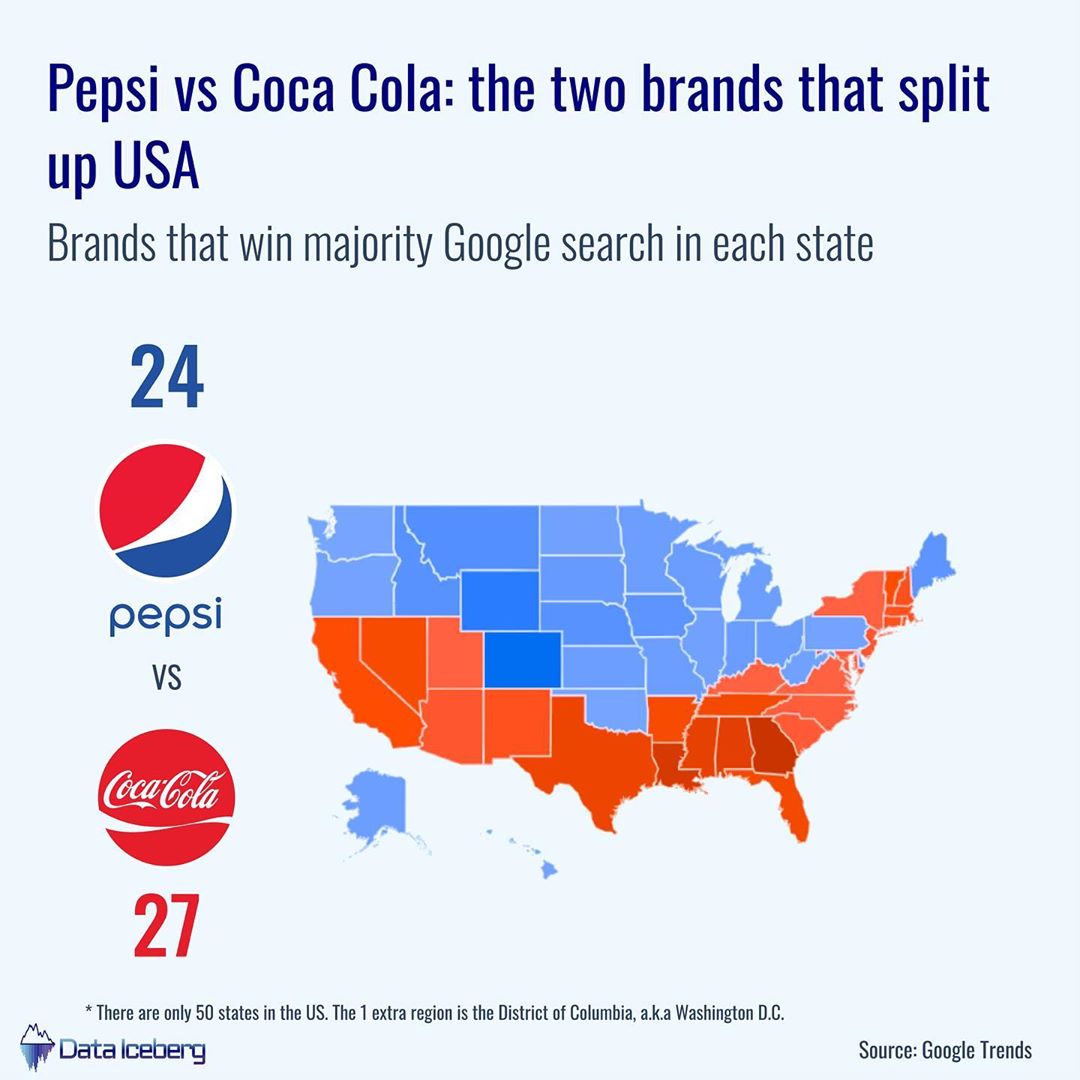 Pepsi vs Coca Cola: the two brands that split
up USA
Brands that win majority Google search in each state
24
pepsi
vs
Coca-Cola
27
* There are only 50 states in the US. The 1 extra region is the District of Columbia, a.k.a Washington D.C.
Data Iceberg
Source: Google Trends